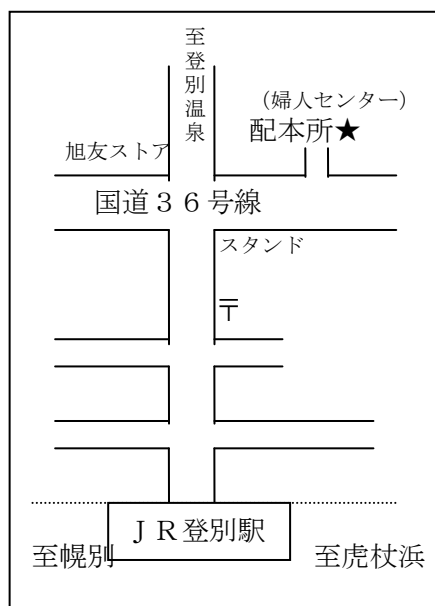 至登別温泉
(婦人センター)
配本所★
旭友ストア
国道36号線
スタンド
〒
JR登別駅
至幌別
至虎杖浜